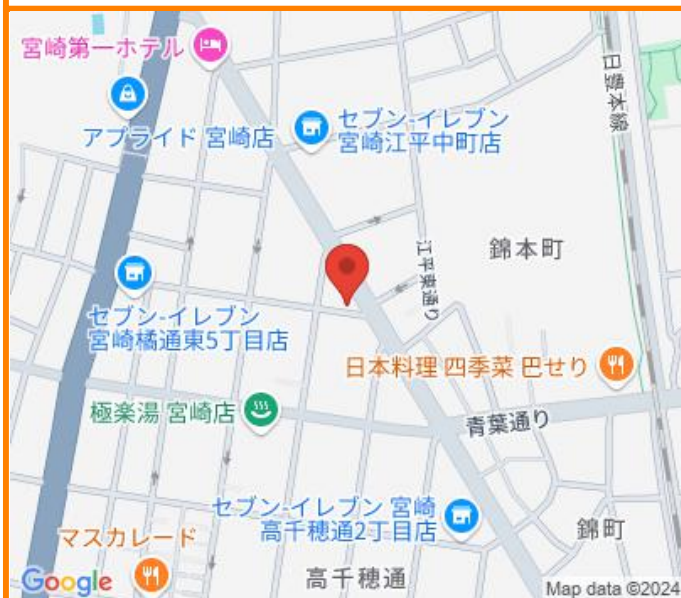 宮崎第一ホテル
アプライド 宮崎店
セブン-イレブン
宮崎江平中町店
日豊本線
錦本町
江平東通り
セブン-イレブン
宮崎橘通東5丁目店
日本料理 四季菜 巴せり
極楽湯 宮崎店
青葉通り
セブン-イレブン 宮崎
高千穂通2丁目店
錦町
マスカレード
高千穂通
Google
Map data ©2024